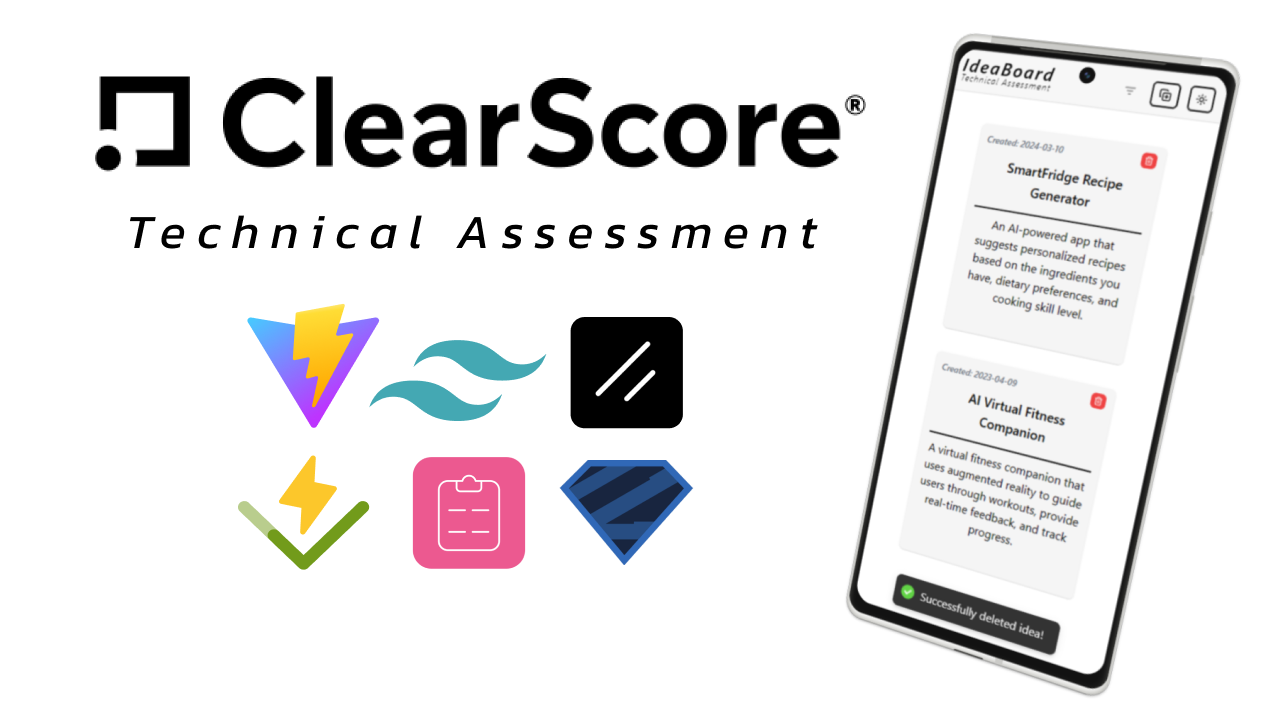 ClearScore®
Technical Assessment
IdeaBoard
Technical Assessment
Created: 2024-03-10
SmartFridge Recipe
Generator
An AI-powered app that
suggests personalized recipes
based on the ingredients you
have, dietary preferences, and
cooking skill level.
Created: 2023-04-09
AI Virtual Fitness
Companion
A virtual fitness companion that
uses augmented reality to guide
users through workouts, provide
real-time feedback, and track
progress.
Successfully deleted idea!